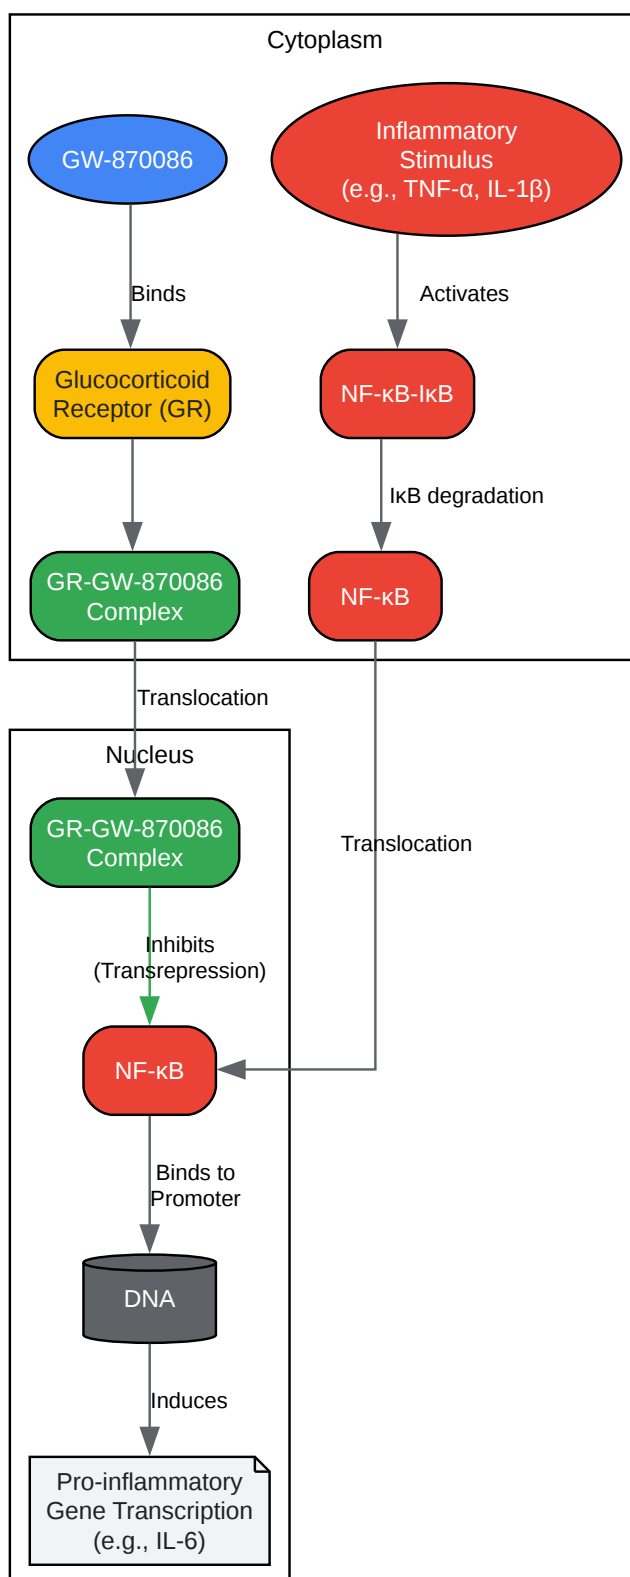 Cytoplasm
GW-870086
Inflammatory
Stimulus
(e.g., TNF-α, IL-1β)
Binds
Activates
Glucocorticoid
Receptor (GR)
NF-κB-IκB
IκB degradation
GR-GW-870086
Complex
NF-κB
Translocation
Nucleus
GR-GW-870086
Complex
Translocation
Inhibits
(Transrepression)
NF-κB
Binds to
Promoter
DNA
Induces
Pro-inflammatory
Gene Transcription
(e.g., IL-6)